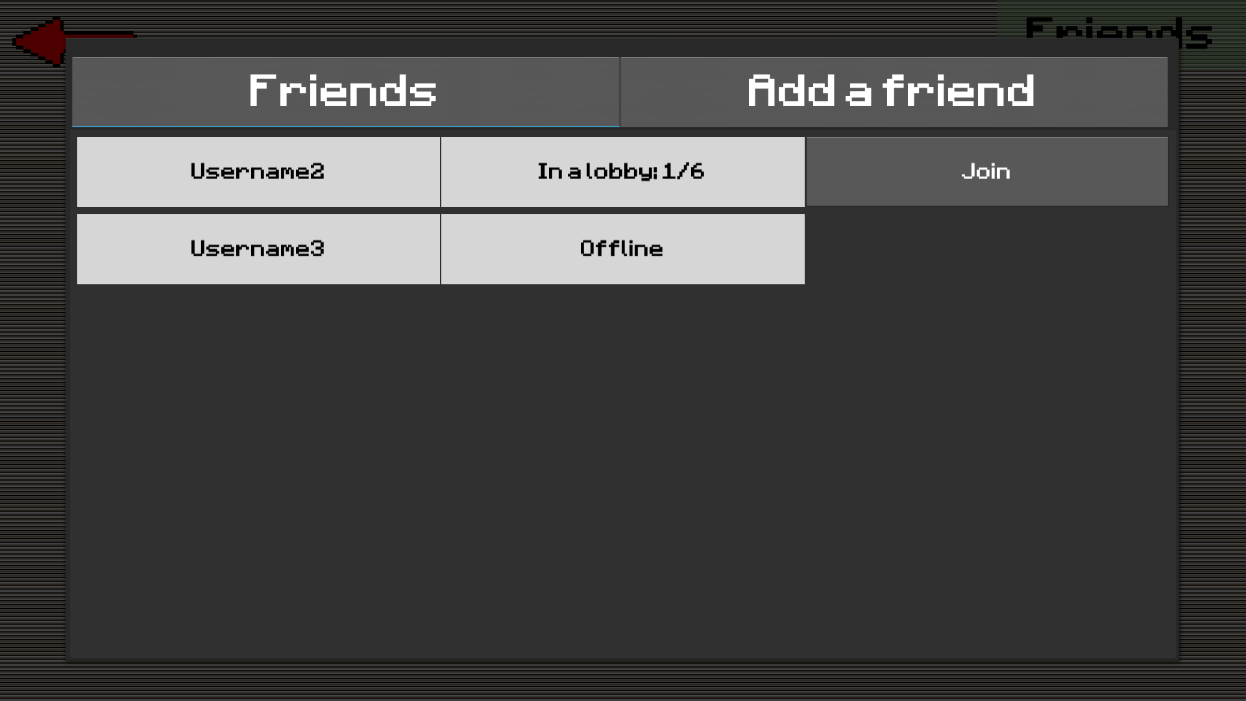 Friends
Friends
Add a friend
Username2
In a lobby: 1/6
Join
Username3
Offline